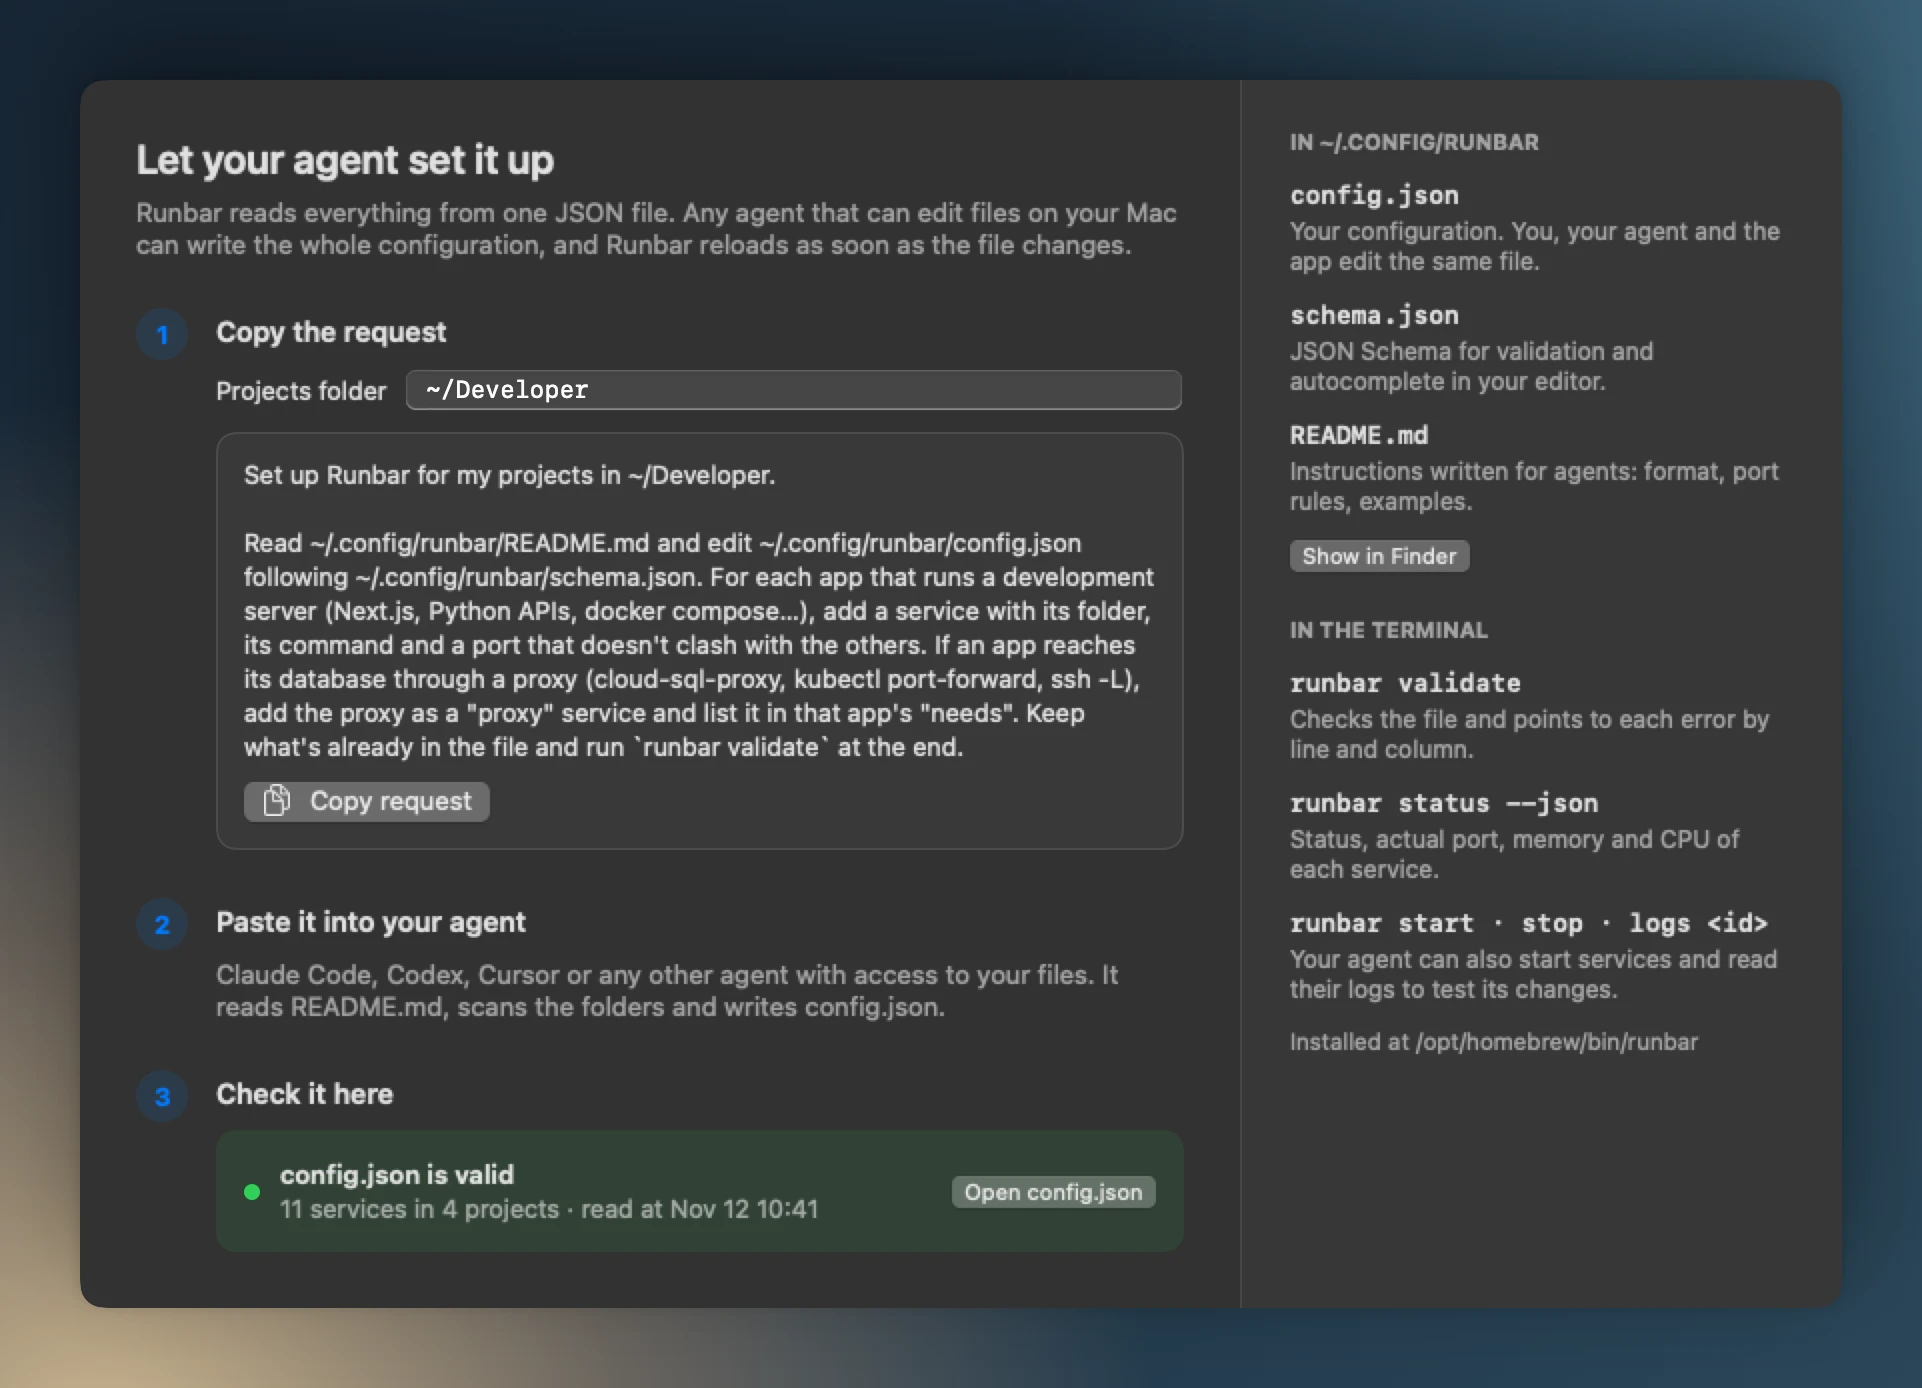 Let your agent set it up
Runbar reads everything from one JSON file. Any agent that can edit files on your Mac
can write the whole configuration, and Runbar reloads as soon as the file changes.
1
Copy the request
Projects folder
~/Developer
Set up Runbar for my projects in ~/Developer.
Read ~/.config/runbar/README.md and edit ~/.config/runbar/config.json
following ~/.config/runbar/schema.json. For each app that runs a development
server (Next.js, Python APIs, docker compose...), add a service with its folder,
its command and a port that doesn't clash with the others. If an app reaches
its database through a proxy (cloud-sql-proxy, kubectl port-forward, ssh -L),
add the proxy as a "proxy" service and list it in that app's "needs". Keep
what's already in the file and run `runbar validate` at the end.
Copy request
2
Paste it into your agent
Claude Code, Codex, Cursor or any other agent with access to your files. It
reads README.md, scans the folders and writes config.json.
3
Check it here
config.json is valid
11 services in 4 projects · read at Nov 12 10:41
Open config.json
IN ~/.CONFIG/RUNBAR
config.json
Your configuration. You, your agent and the
app edit the same file.
schema.json
JSON Schema for validation and
autocomplete in your editor.
README.md
Instructions written for agents: format, port
rules, examples.
Show in Finder
IN THE TERMINAL
runbar validate
Checks the file and points to each error by
line and column.
runbar status --json
Status, actual port, memory and CPU of
each service.
runbar start · stop · logs <id>
Your agent can also start services and read
their logs to test its changes.
Installed at /opt/homebrew/bin/runbar